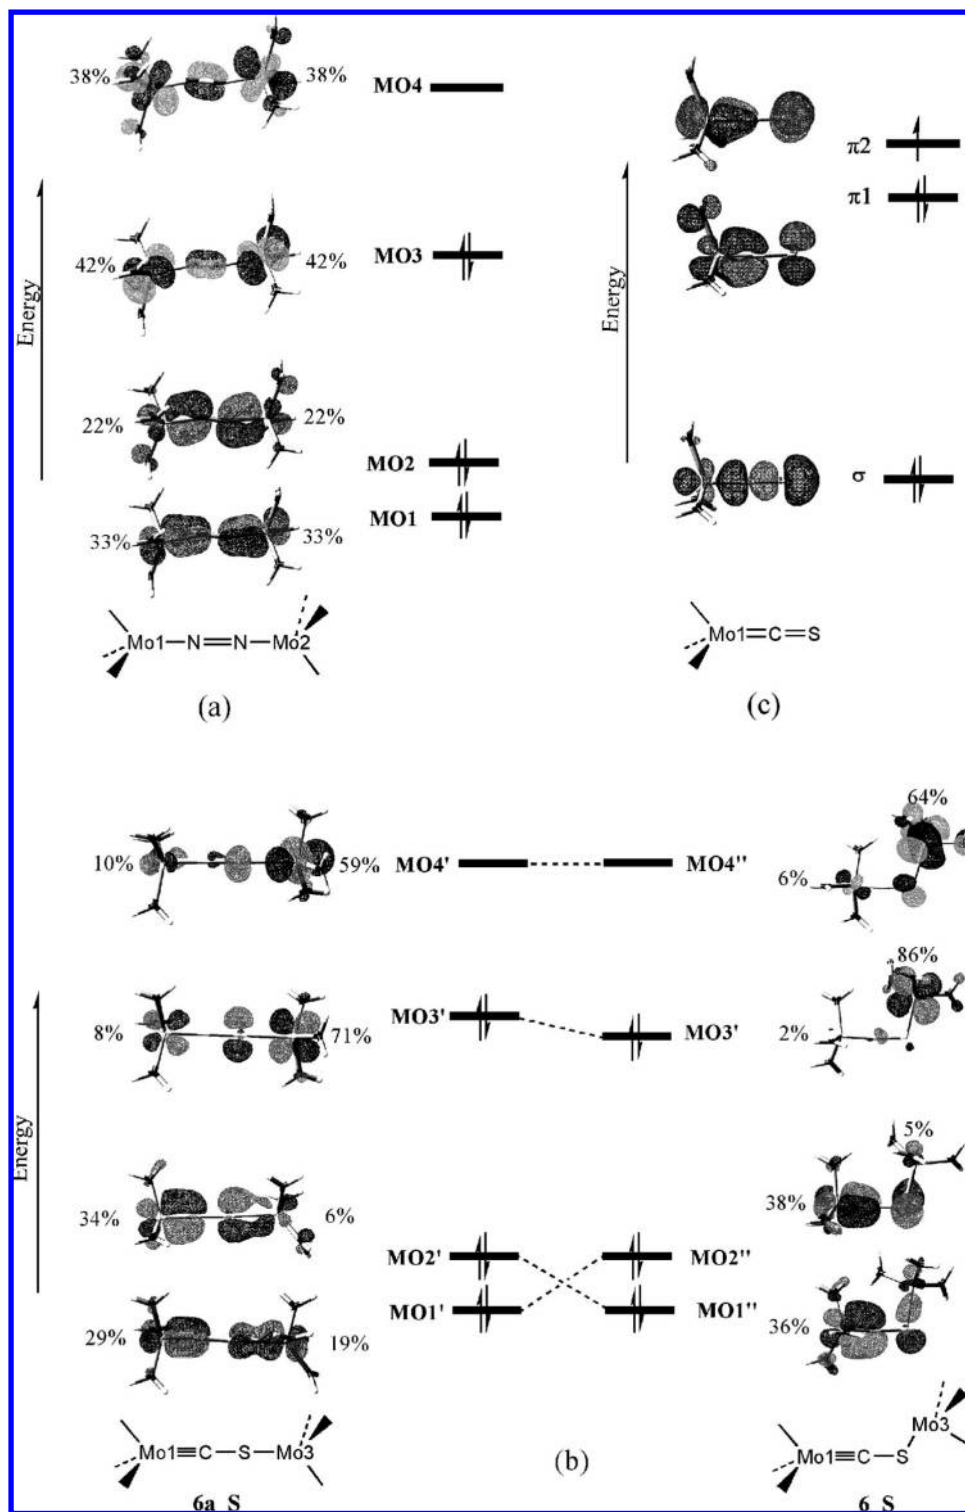 38%
38%
MO4
Energy
42%
42%
MO3
22%
22%
MO2
33%
33%
MO1
Mo1 N N Mo2
(a)
Energy
π2
π1
σ
Mo1 C S
(c)
Energy
10%
59%
MO4'
MO4"
64%
6%
8%
71%
MO3'
MO3'
86%
2%
34%
6%
MO2'
MO2"
5%
38%
29%
19%
MO1'
MO1"
36%
Mo1 C S Mo3
6a_S
(b)
Mo3
Mo1 C S
6_S